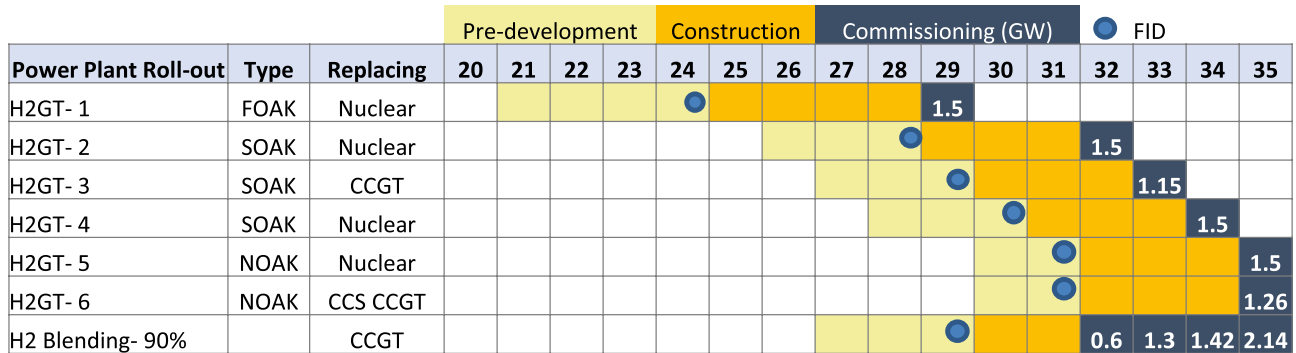 Pre-development Construction Commissioning (GW) FID
Power Plant Roll-out Type Replacing 20 21 22 23 24 25 26 27 28 29 30 31 32 33 34 35
H2GT- 1 FOAK Nuclear 1.5
H2GT- 2 SOAK Nuclear 1.5
H2GT- 3 SOAK CCGT 1.15
H2GT- 4 SOAK Nuclear 1.5
H2GT- 5 NOAK Nuclear 1.5
H2GT- 6 NOAK CCS CCGT 1.26
H2 Blending- 90% CCGT 0.6 1.3 1.42 2.14